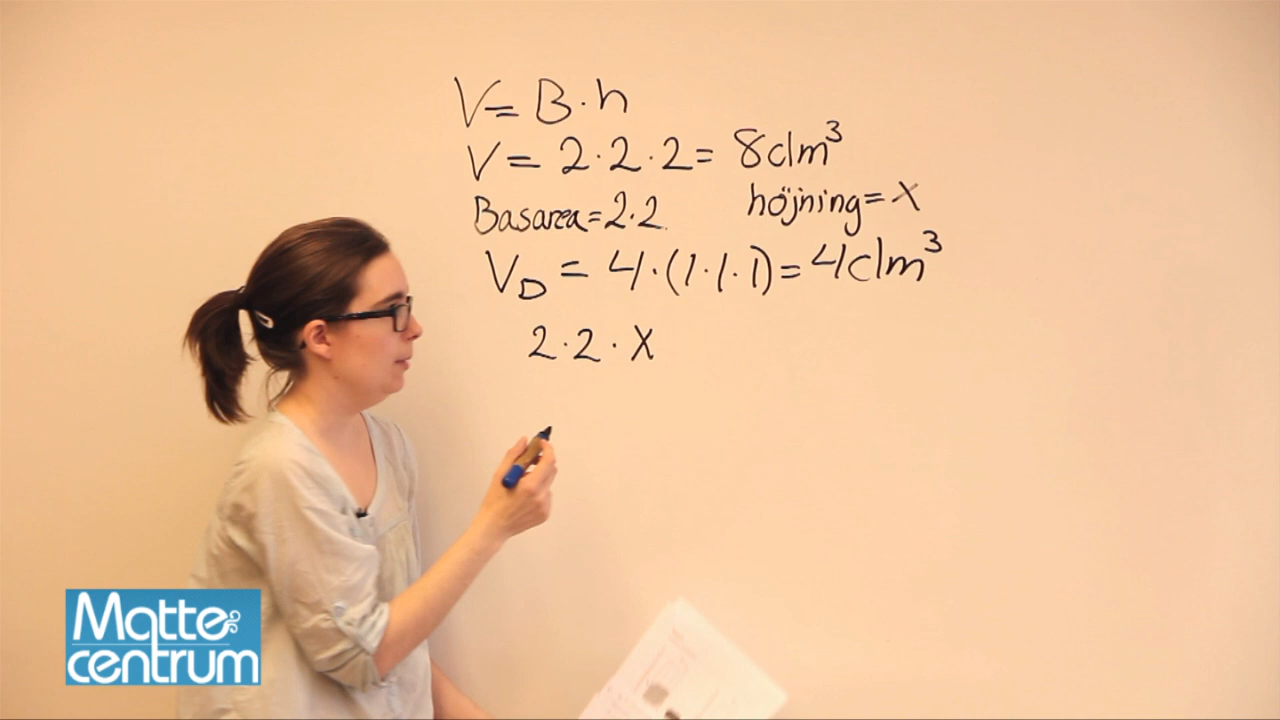 V = B · h
V = 2 · 2 · 2 = 8 dm³
Basarea = 2 · 2
höjning = x
V_D = 4 · (1 · 1 · 1) = 4 dm³
2 · 2 · x
Matte
centrum